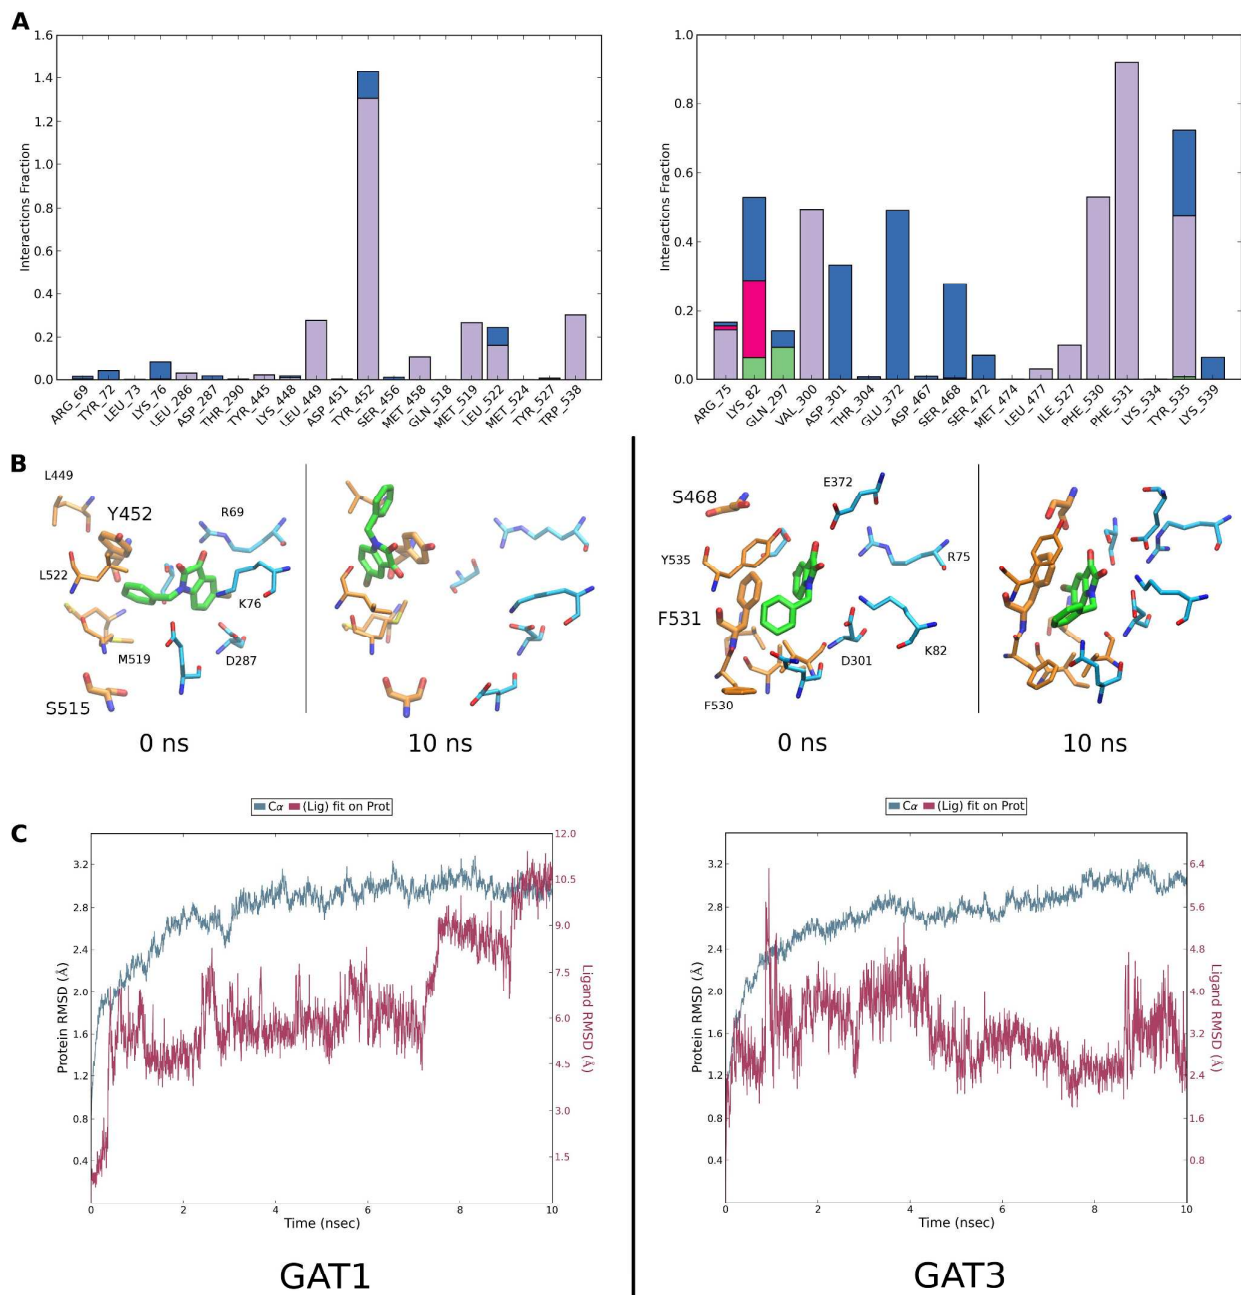 A
1.6
1.4
1.2
1.0
0.8
0.6
0.4
0.2
0.0
Interactions Fraction
ARG_69
TYR_72
LEU_73
LYS_76
LEU_286
ASP_287
THR_290
TYR_445
LYS_448
LEU_449
ASP_451
TYR_452
SER_456
MET_458
GLN_518
MET_519
LEU_522
MET_524
TYR_527
TRP_538
1.0
0.8
0.6
0.4
0.2
0.0
Interactions Fraction
ARG_75
LYS_82
GLN_297
VAL_300
ASP_301
THR_304
GLU_372
ASP_467
SER_468
SER_472
MET_474
LEU_477
ILE_527
PHE_530
PHE_531
LYS_534
TYR_535
LYS_539
B
L449
Y452
R69
L522
K76
M519
D287
S515
0 ns
10 ns
S468
E372
Y535
R75
F531
D301
K82
F530
0 ns
10 ns
C
Cα (Lig) fit on Prot
3.2
2.8
2.4
2.0
1.6
1.2
0.8
0.4
Protein RMSD (Å)
12.0
10.5
9.0
7.5
6.0
4.5
3.0
1.5
Ligand RMSD (Å)
0 2 4 6 8 10
Time (nsec)
GAT1
Cα (Lig) fit on Prot
3.2
2.8
2.4
2.0
1.6
1.2
0.8
0.4
Protein RMSD (Å)
6.4
5.6
4.8
4.0
3.2
2.4
1.6
0.8
Ligand RMSD (Å)
0 2 4 6 8 10
Time (nsec)
GAT3